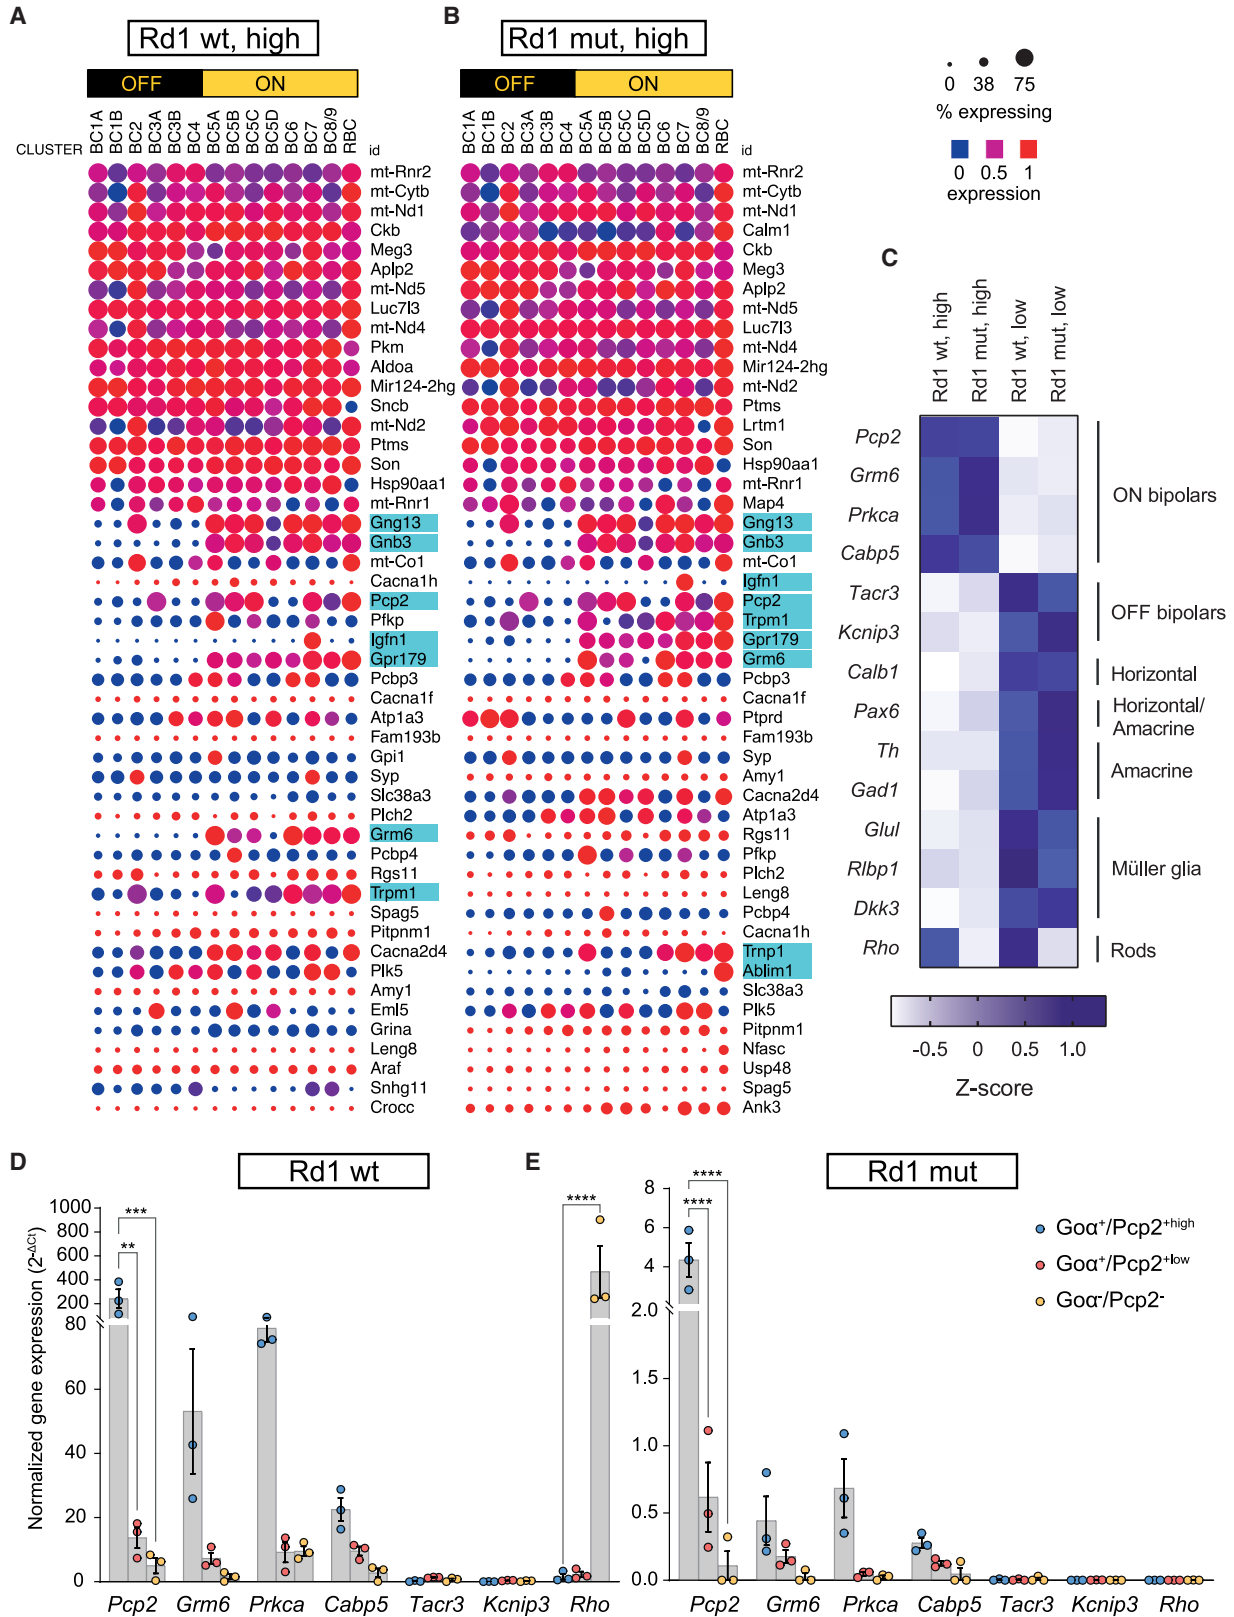 A
Rd1 wt, high
OFF ON
CLUSTER BC1A BC1B BC2 BC3A BC3B BC4 BC5A BC5B BC5C BC5D BC6 BC7 BC8/9 RBC id
mt-Rnr2
mt-Cytb
mt-Nd1
Ckb
Meg3
Aplp2
mt-Nd5
Luc7l3
mt-Nd4
Pkm
Aldoa
Mir124-2hg
Sncb
mt-Nd2
Ptms
Son
Hsp90aa1
mt-Rnr1
Gng13
Gnb3
mt-Co1
Cacna1h
Pcp2
Pfkp
Igfn1
Gpr179
Pcbp3
Cacna1f
Atp1a3
Fam193b
Gpi1
Syp
Slc38a3
Plch2
Grm6
Pcbp4
Rgs11
Trpm1
Spag5
Pitpnm1
Cacna2d4
Plk5
Amy1
Eml5
Grina
Leng8
Araf
Snhg11
Crocc
B
Rd1 mut, high
OFF ON
BC1A BC1B BC2 BC3A BC3B BC4 BC5A BC5B BC5C BC5D BC6 BC7 BC8/9 RBC id
mt-Rnr2
mt-Cytb
mt-Nd1
Calm1
Ckb
Meg3
Aplp2
mt-Nd5
Luc7l3
mt-Nd4
Mir124-2hg
mt-Nd2
Ptms
Lrtm1
Son
Hsp90aa1
mt-Rnr1
Map4
Gng13
Gnb3
mt-Co1
Igfn1
Pcp2
Trpm1
Gpr179
Grm6
Pcbp3
Cacna1f
Ptprd
Fam193b
Syp
Amy1
Cacna2d4
Atp1a3
Rgs11
Pfkp
Plch2
Leng8
Pcbp4
Cacna1h
Trnp1
Ablim1
Slc38a3
Plk5
Pitpnm1
Nfasc
Usp48
Spag5
Ank3
0 38 75
% expressing
0 0.5 1
expression
C
Rd1 wt, high
Rd1 mut, high
Rd1 wt, low
Rd1 mut, low
Pcp2
Grm6
Prkca
Cabp5
Tacr3
Kcnip3
Calb1
Pax6
Th
Gad1
Glul
Rlbp1
Dkk3
Rho
ON bipolars
OFF bipolars
Horizontal
Horizontal/
Amacrine
Amacrine
Müller glia
Rods
-0.5 0 0.5 1.0
Z-score
D
Rd1 wt
Normalized gene expression (2^-ΔCt)
1000
800
600
400
200
80
60
40
20
0
***
**
****
Pcp2 Grm6 Prkca Cabp5 Tacr3 Kcnip3 Rho
E
Rd1 mut
8
6
4
2.0
1.5
1.0
0.5
0.0
****
****
Pcp2 Grm6 Prkca Cabp5 Tacr3 Kcnip3 Rho
Goα⁺/Pcp2⁺ʰⁱᵍʰ
Goα⁺/Pcp2⁺ˡᵒʷ
Goα⁻/Pcp2⁻